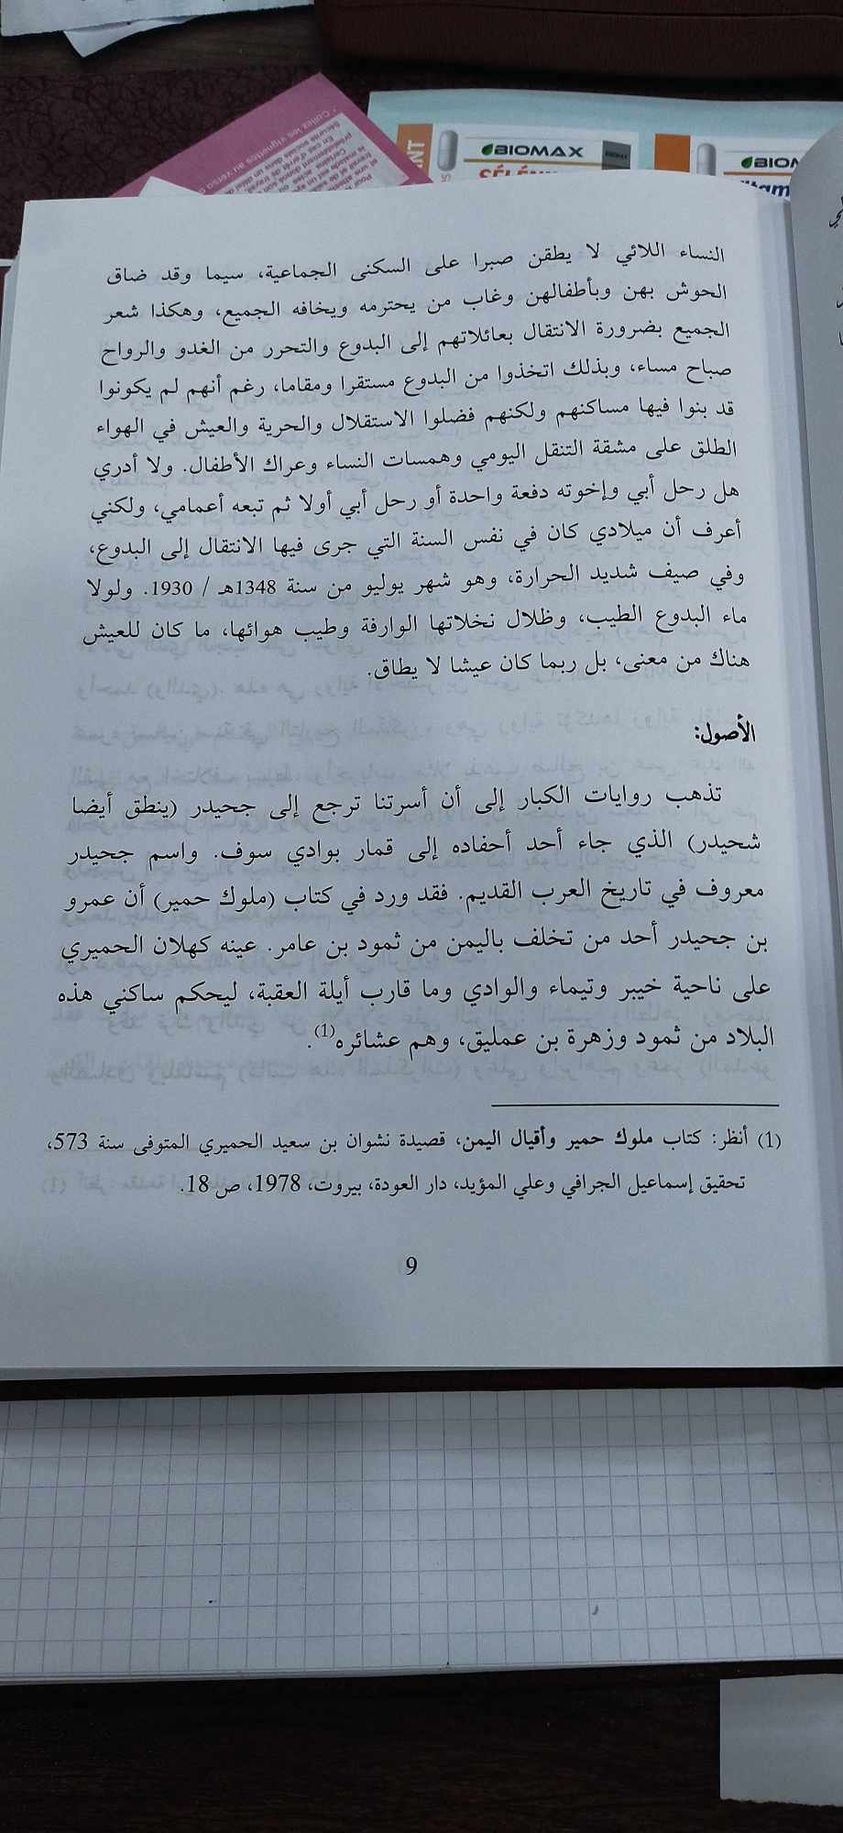 BIOMAX
BIOM
النساء اللائي لا يطقن صبرا على السكنى الجماعية، سيما وقد ضاق
الحوش بهن وبأطفالهن وغاب من يحترمه ويخافه الجميع، وهكذا شعر
الجميع بضرورة الانتقال بعائلاتهم إلى البدوع والتحرر من الغدو والرواح
صباح مساء، وبذلك اتخذوا من البدوع مستقرا ومقاما، رغم أنهم لم يكونوا
قد بنوا فيها مساكنهم ولكنهم فضلوا الاستقلال والحرية والعيش في الهواء
الطلق على مشقة التنقل اليومي وهمسات النساء وعراك الأطفال. ولا أدري
هل رحل أبي وإخوته دفعة واحدة أو رحل أبي أولا ثم تبعه أعمامي، ولكني
أعرف أن ميلادي كان في نفس السنة التي جرى فيها الانتقال إلى البدوع،
وفي صيف شديد الحرارة، وهو شهر يوليو من سنة 1348هـ / 1930. ولولا
ماء البدوع الطيب، وظلال نخلاتها الوارفة وطيب هوائها، ما كان للعيش
هناك من معنى، بل ربما كان عيشا لا يطاق.
الأصول:
تذهب روايات الكبار إلى أن أسرتنا ترجع إلى جحيدر (ينطق أيضا
شحيدر) الذي جاء أحد أحفاده إلى قمار بوادي سوف. واسم جحيدر
معروف في تاريخ العرب القديم. فقد ورد في كتاب (ملوك حمير) أن عمرو
بن جحيدر أحد من تخلف باليمن من ثمود بن عامر. عينه كهلان الحميري
على ناحية خيبر وتيماء والوادي وما قارب أيلة العقبة، ليحكم ساكني هذه
البلاد من ثمود وزهرة بن عمليق، وهم عشائره(1).
(1) أنظر: كتاب ملوك حمير وأقيال اليمن، قصيدة نشوان بن سعيد الحميري المتوفى سنة 573،
تحقيق إسماعيل الجرافي وعلي المؤيد، دار العودة، بيروت، 1978، ص 18.
9